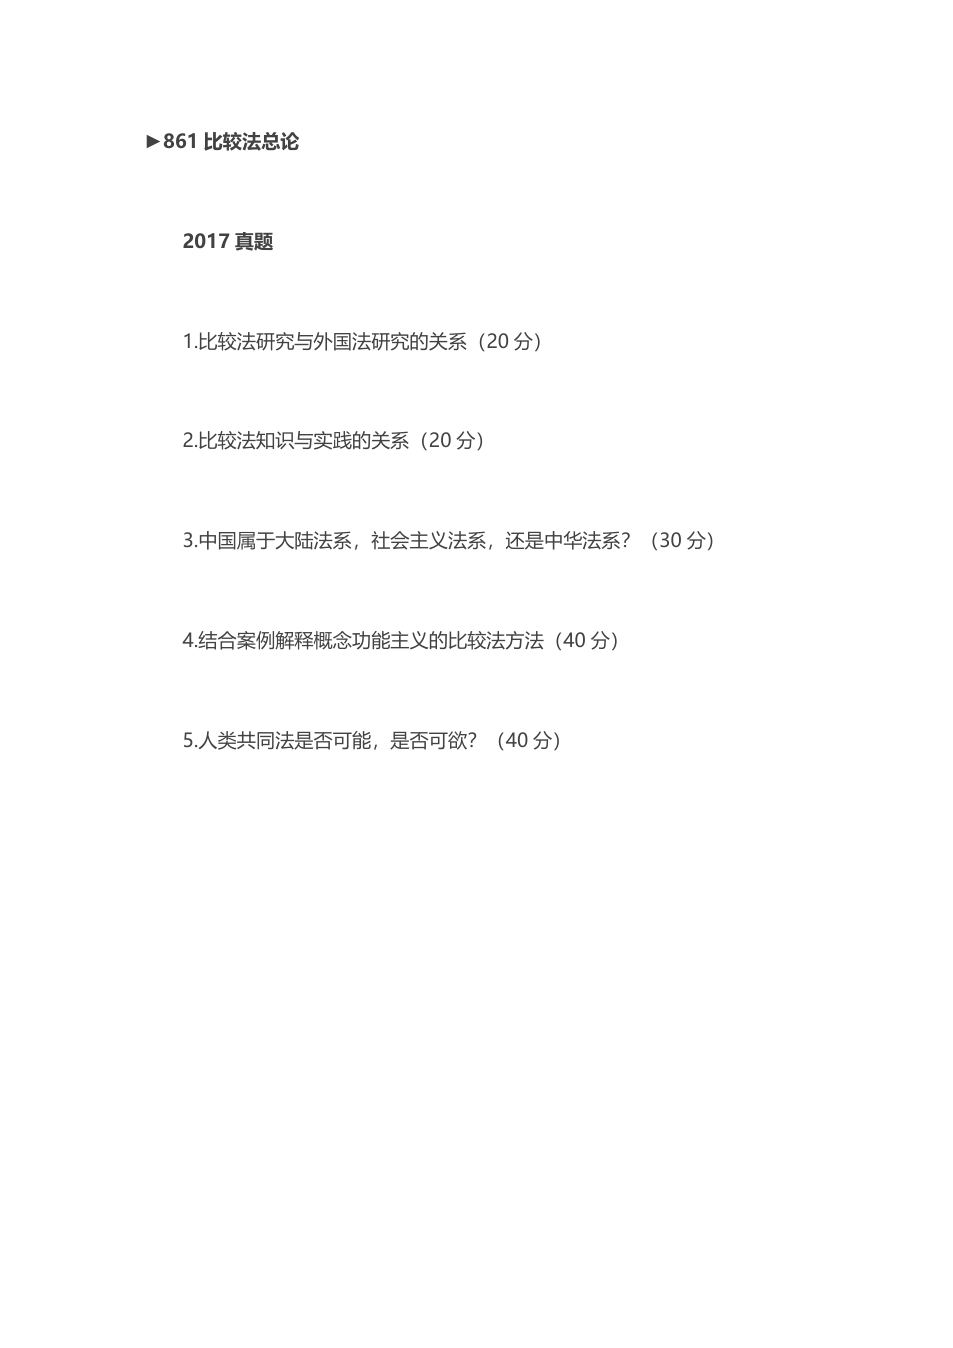 ►861 比较法总论
2017 真题
1.比较法研究与外国法研究的关系（20 分）
2.比较法知识与实践的关系（20 分）
3.中国属于大陆法系，社会主义法系，还是中华法系？（30 分）
4.结合案例解释概念功能主义的比较法方法（40 分）
5.人类共同法是否可能，是否可欲？（40 分）